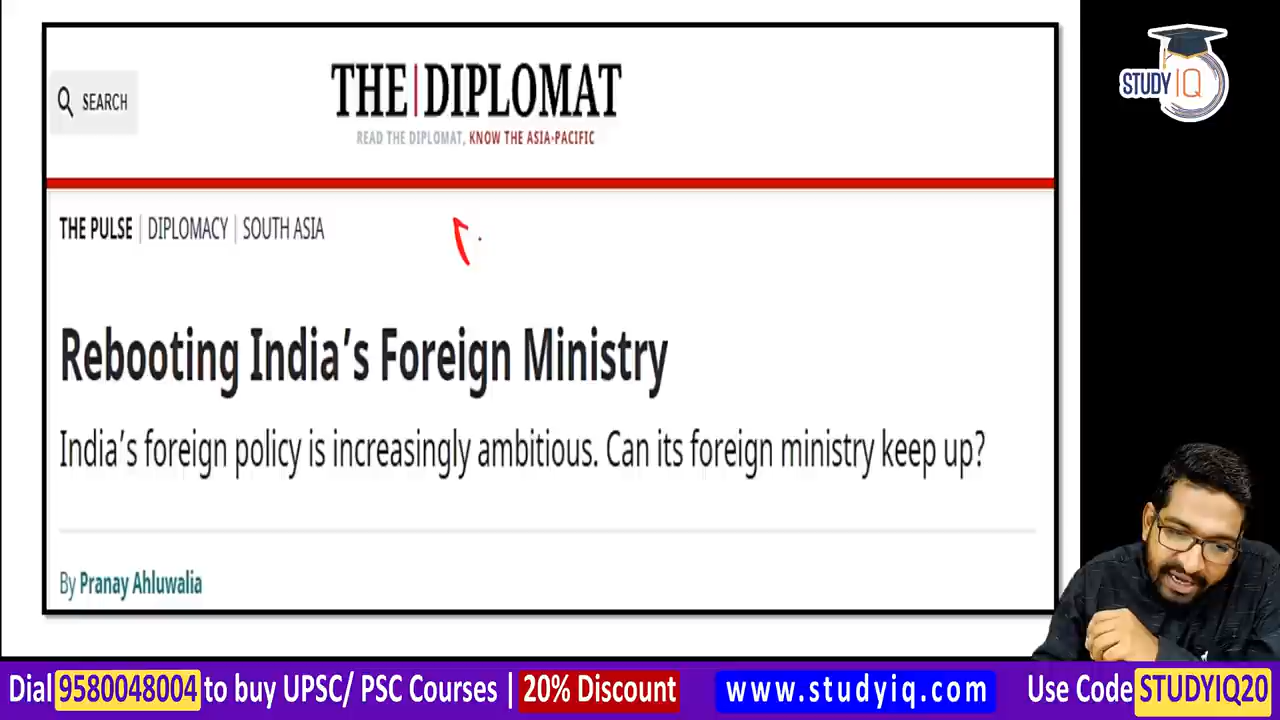 SEARCH
THE|DIPLOMAT
READ THE DIPLOMAT, KNOW THE ASIA-PACIFIC
STUDY IQ
THE PULSE | DIPLOMACY | SOUTH ASIA
Rebooting India's Foreign Ministry
India's foreign policy is increasingly ambitious. Can its foreign ministry keep up?
By Pranay Ahluwalia
Dial 9580048004 to buy UPSC/ PSC Courses | 20% Discount www.studyiq.com Use Code STUDYIQ20